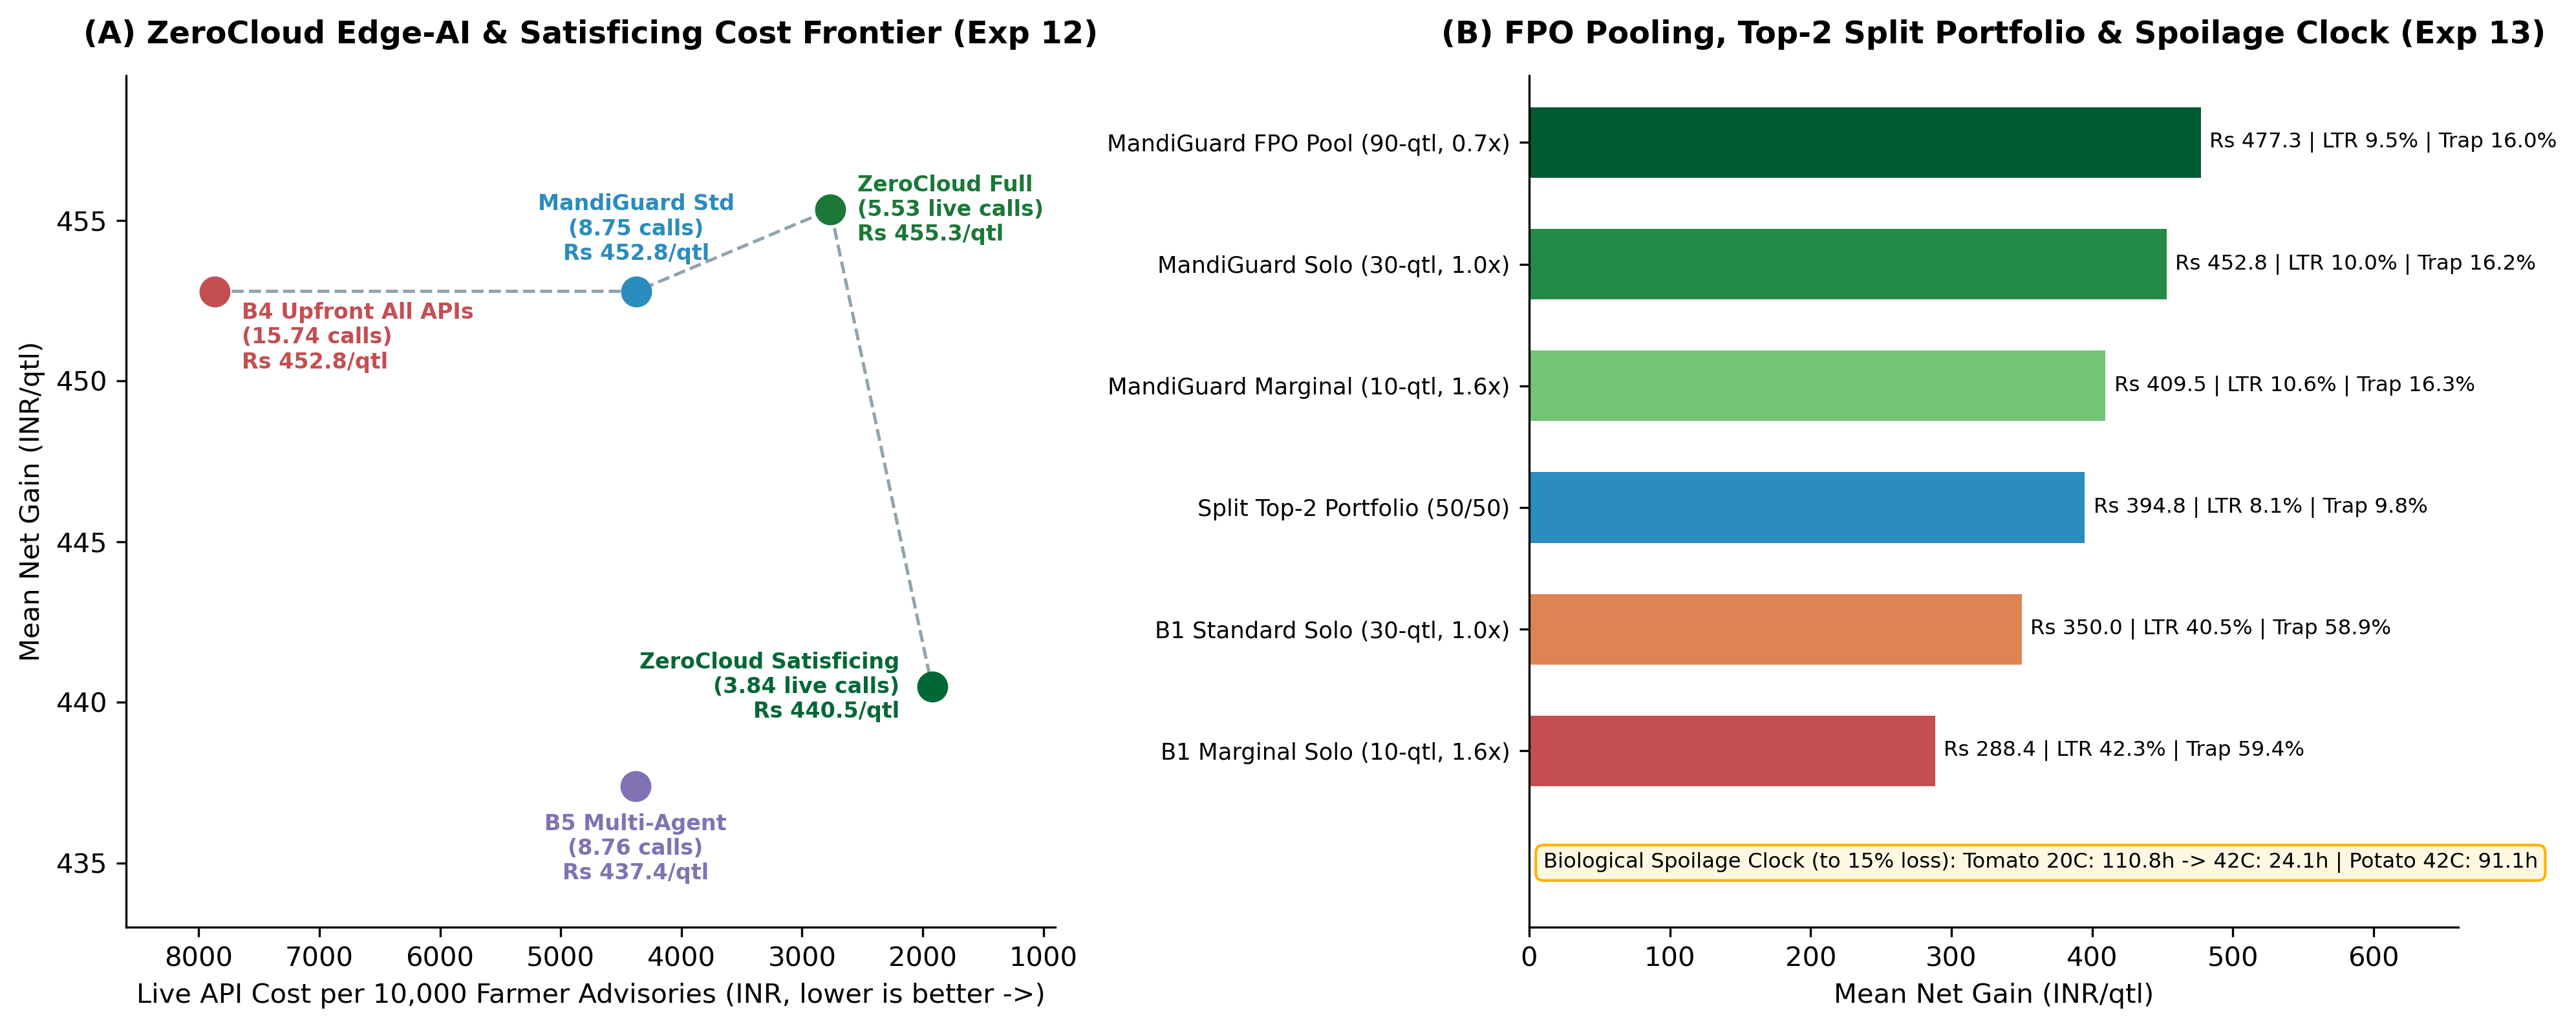 (A) ZeroCloud Edge-AI & Satisficing Cost Frontier (Exp 12)
Mean Net Gain (INR/qtl)
455
450
445
440
435
MandiGuard Std
(8.75 calls)
Rs 452.8/qtl
ZeroCloud Full
(5.53 live calls)
Rs 455.3/qtl
B4 Upfront All APIs
(15.74 calls)
Rs 452.8/qtl
ZeroCloud Satisficing
(3.84 live calls)
Rs 440.5/qtl
B5 Multi-Agent
(8.76 calls)
Rs 437.4/qtl
8000 7000 6000 5000 4000 3000 2000 1000
Live API Cost per 10,000 Farmer Advisories (INR, lower is better ->)
(B) FPO Pooling, Top-2 Split Portfolio & Spoilage Clock (Exp 13)
MandiGuard FPO Pool (90-qtl, 0.7x) Rs 477.3 | LTR 9.5% | Trap 16.0%
MandiGuard Solo (30-qtl, 1.0x) Rs 452.8 | LTR 10.0% | Trap 16.2%
MandiGuard Marginal (10-qtl, 1.6x) Rs 409.5 | LTR 10.6% | Trap 16.3%
Split Top-2 Portfolio (50/50) Rs 394.8 | LTR 8.1% | Trap 9.8%
B1 Standard Solo (30-qtl, 1.0x) Rs 350.0 | LTR 40.5% | Trap 58.9%
B1 Marginal Solo (10-qtl, 1.6x) Rs 288.4 | LTR 42.3% | Trap 59.4%
Biological Spoilage Clock (to 15% loss): Tomato 20C: 110.8h -> 42C: 24.1h | Potato 42C: 91.1h
0 100 200 300 400 500 600
Mean Net Gain (INR/qtl)